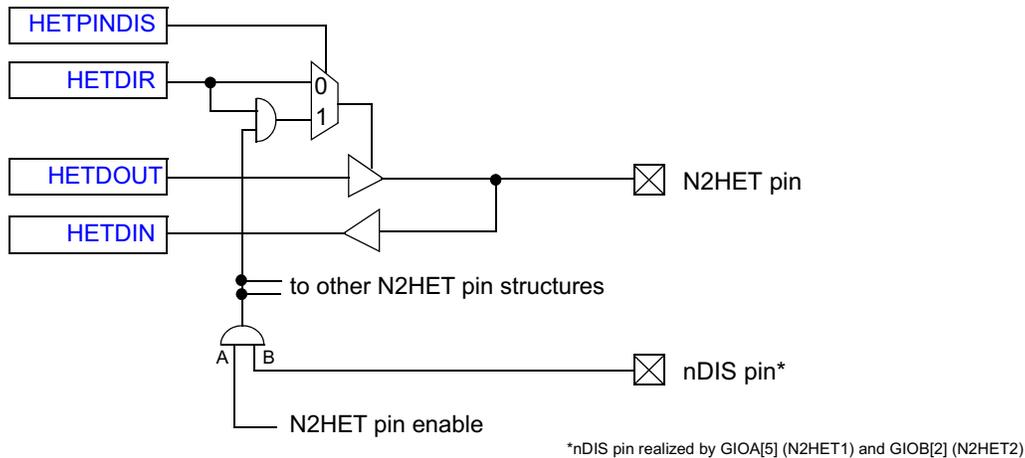 HETPINDIS
HETDIR
0
1
HETDOUT
N2HET pin
HETDIN
to other N2HET pin structures
A
B
nDIS pin*
N2HET pin enable
*nDIS pin realized by GIOA[5] (N2HET1) and GIOB[2] (N2HET2)